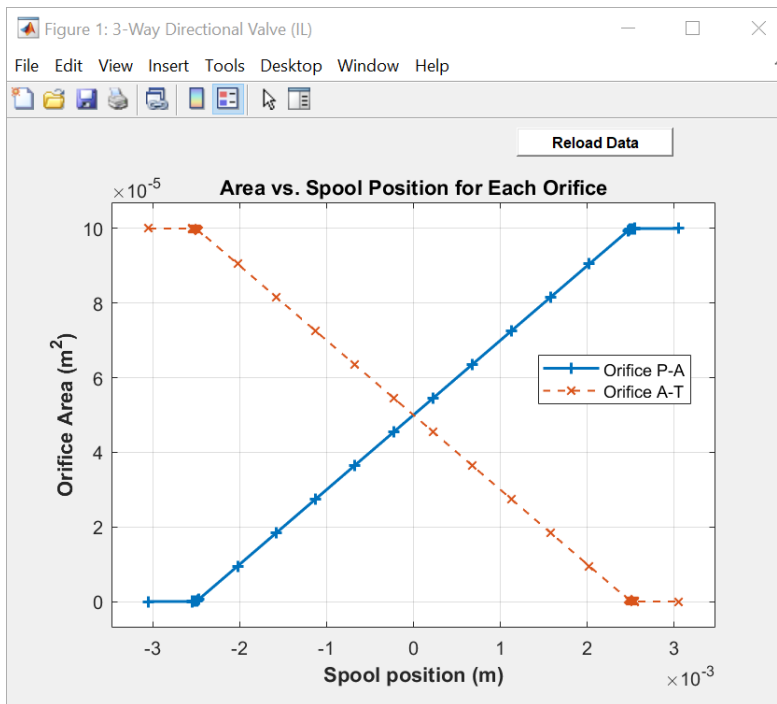 Figure 1: 3-Way Directional Valve (IL)
File Edit View Insert Tools Desktop Window Help
Reload Data
×10⁻⁵
Area vs. Spool Position for Each Orifice
10
8
6
4
2
0
Orifice Area (m²)
Orifice P-A
Orifice A-T
-3 -2 -1 0 1 2 3
Spool position (m)
×10⁻³